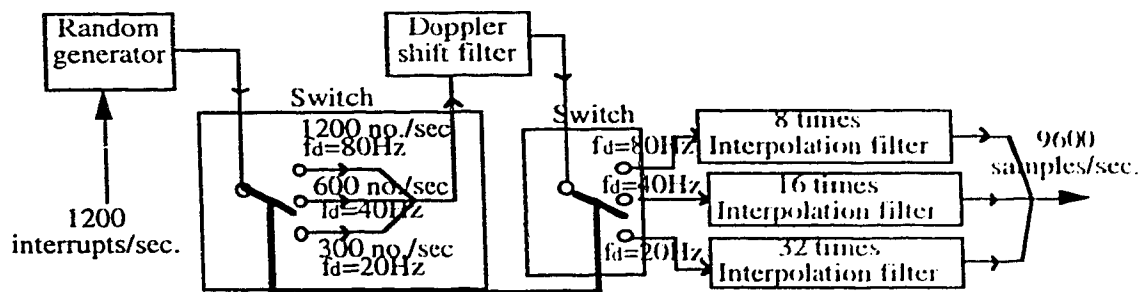 Random
generator
Doppler
shift filter
Switch
1200 no./sec
fd=80Hz
600 no./sec
fd=40Hz
300 no./sec
fd=20Hz
1200
interrupts/sec.
Switch
fd=80Hz
fd=40Hz
fd=20Hz
8 times
Interpolation filter
16 times
Interpolation filter
32 times
Interpolation filter
9600
samples/sec.